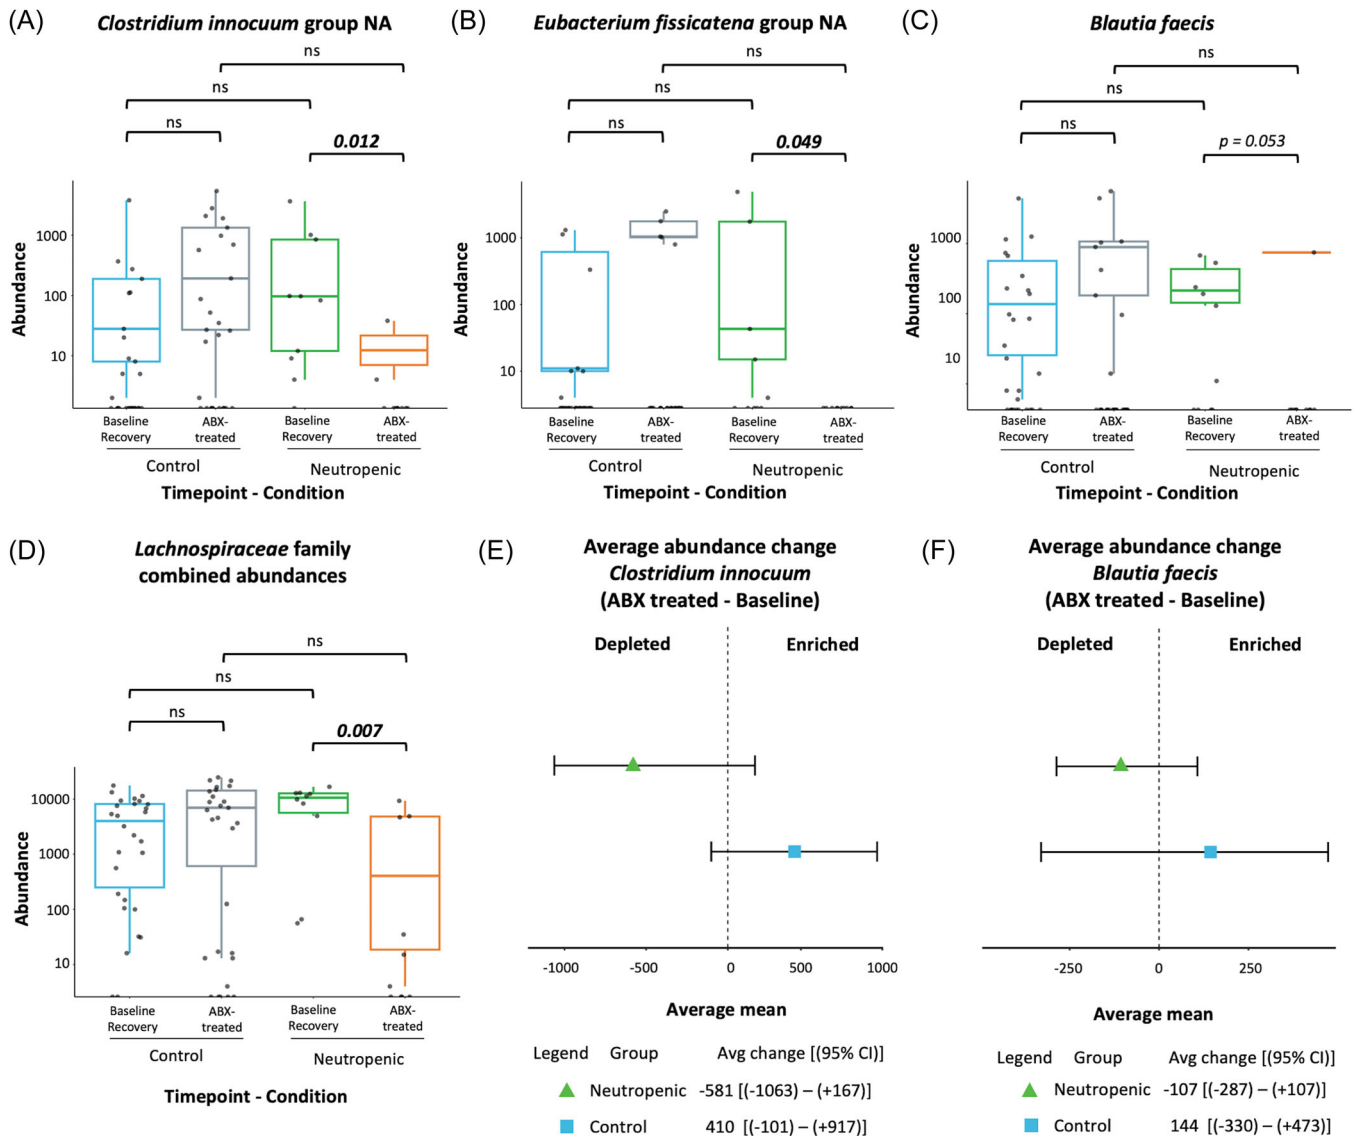 (A)
Clostridium innocuum group NA
ns
ns
ns
0.012
Abundance
1000
100
10
Baseline Recovery
ABX-treated
Baseline Recovery
ABX-treated
Control
Neutropenic
Timepoint - Condition
(B)
Eubacterium fissicatena group NA
ns
ns
ns
0.049
Abundance
1000
100
10
Baseline Recovery
ABX-treated
Baseline Recovery
ABX-treated
Control
Neutropenic
Timepoint - Condition
(C)
Blautia faecis
ns
ns
ns
p = 0.053
Abundance
1000
100
10
Baseline Recovery
ABX-treated
Baseline Recovery
ABX-treated
Control
Neutropenic
Timepoint - Condition
(D)
Lachnospiraceae family
combined abundances
ns
ns
ns
0.007
Abundance
10000
1000
100
10
Baseline Recovery
ABX-treated
Baseline Recovery
ABX-treated
Control
Neutropenic
Timepoint - Condition
(E)
Average abundance change
Clostridium innocuum
(ABX treated - Baseline)
Depleted
Enriched
-1000 -500 0 500 1000
Average mean
Legend Group Avg change [(95% CI)]
Neutropenic -581 [(-1063) – (+167)]
Control 410 [(-101) – (+917)]
(F)
Average abundance change
Blautia faecis
(ABX treated - Baseline)
Depleted
Enriched
-250 0 250
Average mean
Legend Group Avg change [(95% CI)]
Neutropenic -107 [(-287) – (+107)]
Control 144 [(-330) – (+473)]